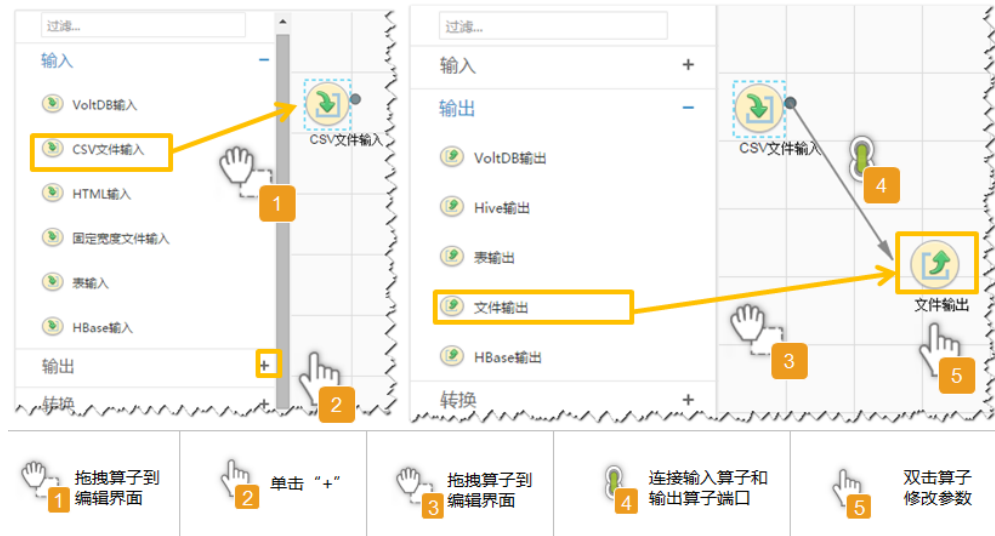 过滤...
输入
−
VoltDB输入
CSV文件输入
HTML输入
固定宽度文件输入
表输入
HBase输入
输出
+
转换
+
CSV文件输入
1
2
过滤...
输入
+
输出
−
VoltDB输出
Hive输出
表输出
文件输出
HBase输出
转换
+
CSV文件输入
4
文件输出
3
5
1
拖拽算子到
编辑界面
2
单击“+”
3
拖拽算子到
编辑界面
4
连接输入算子和
输出算子端口
5
双击算子
修改参数